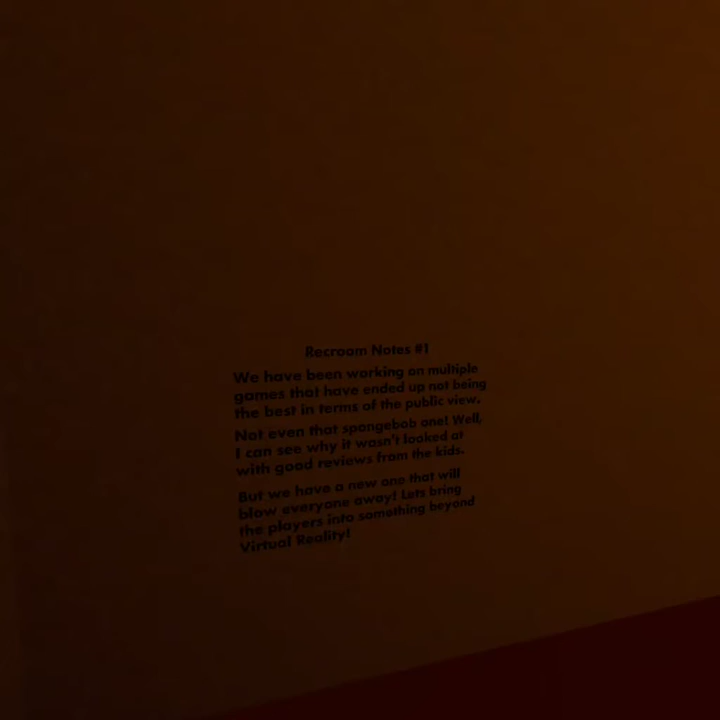 Recroom Notes #1
We have been working on multiple
games that have ended up not being
the best in terms of the public view.
Not even that spongebob one! Well,
I can see why it wasn't looked at
with good reviews from the kids.
But we have a new one that will
blow everyone away! Lets bring
the players into something beyond
Virtual Reality!